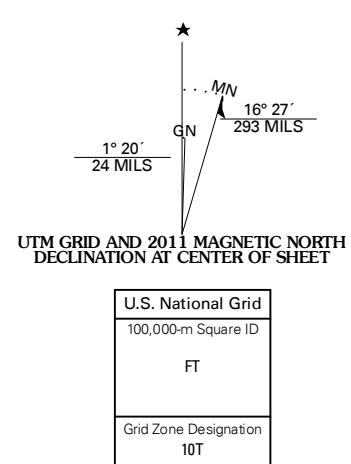 MN
GN
16° 27´
293 MILS
1° 20´
24 MILS
UTM GRID AND 2011 MAGNETIC NORTH
DECLINATION AT CENTER OF SHEET
U.S. National Grid
100,000-m Square ID
FT
Grid Zone Designation
10T